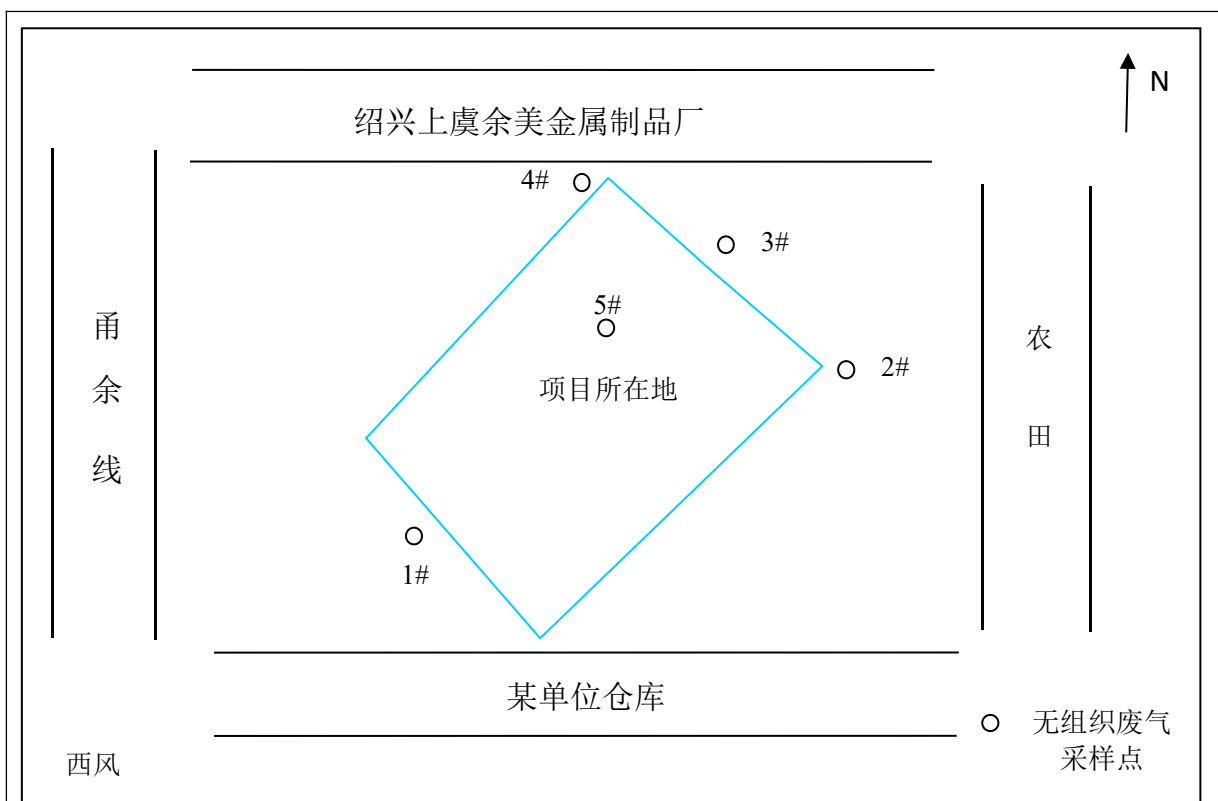 N
绍兴上虞余美金属制品厂
4#
3#
5#
2#
项目所在地
甬
余
线
农
田
1#
某单位仓库
无组织废气
采样点
西风